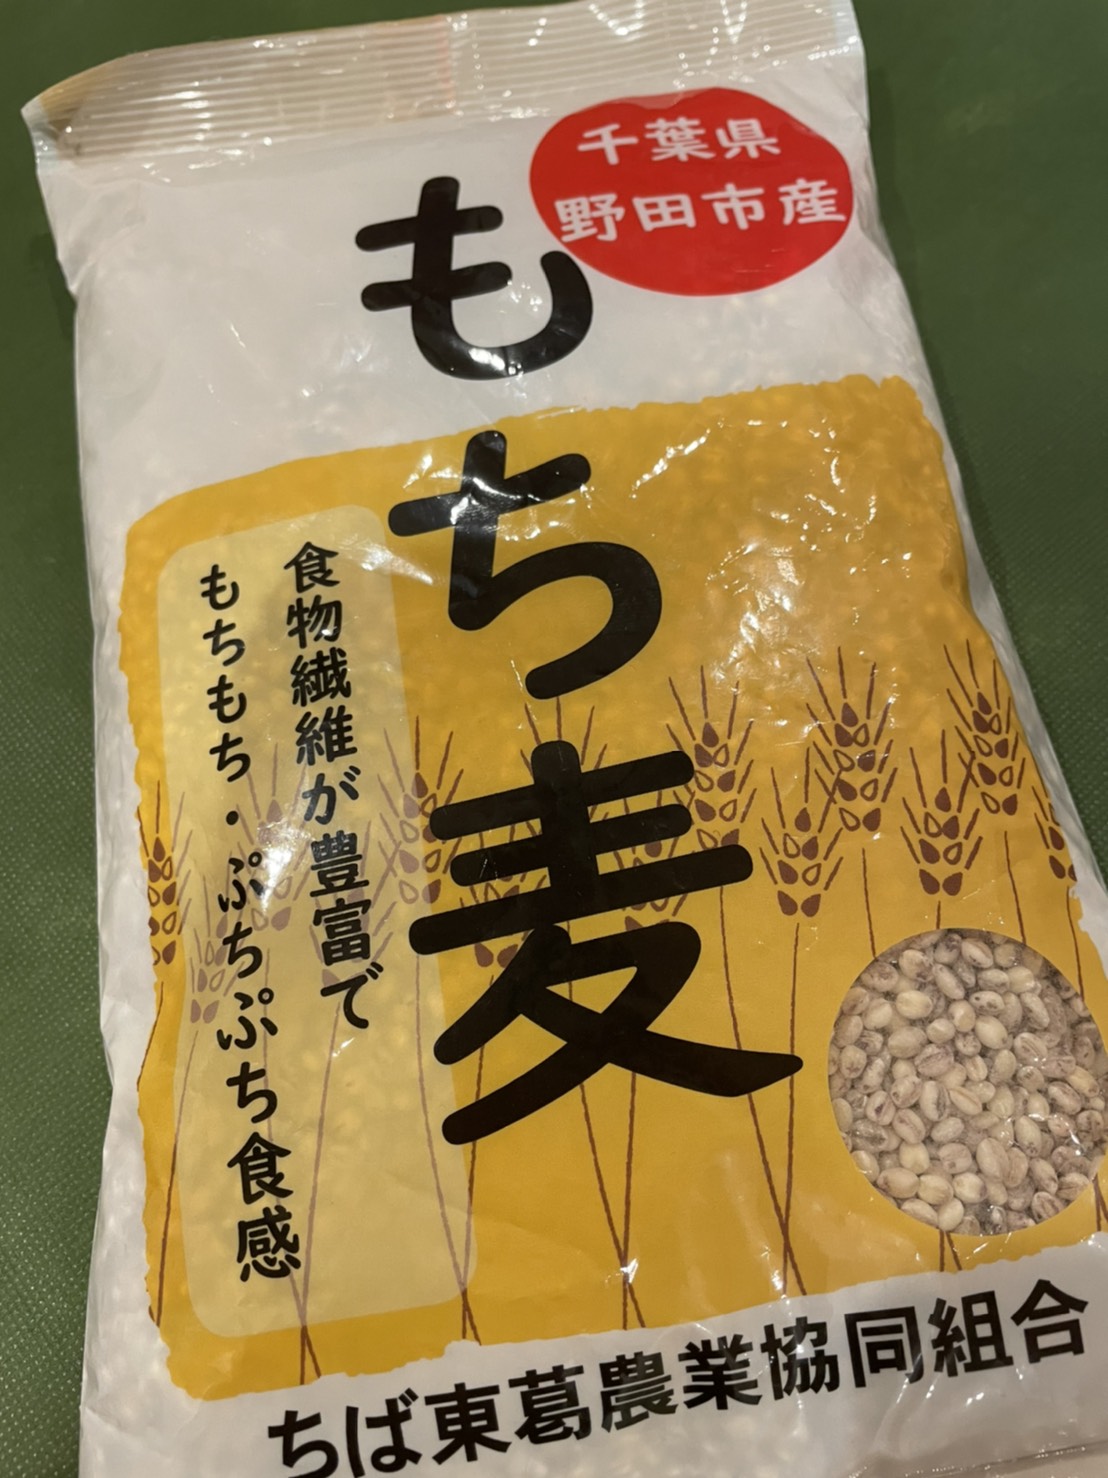 千葉県
野田市産
もち麦
食物繊維が豊富で
もちもち・ぷちぷち食感
ちば東葛農業協同組合